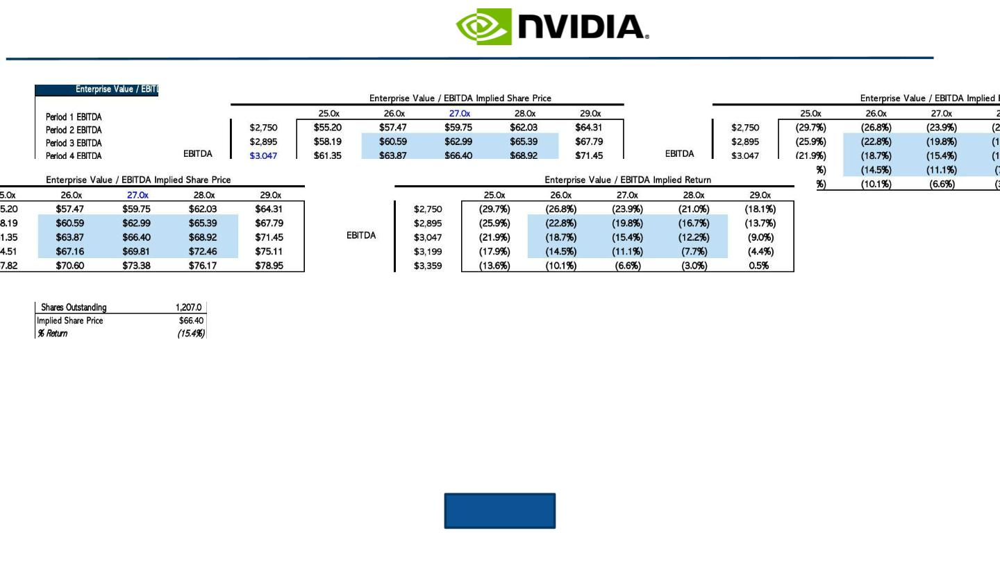 NVIDIA.
Enterprise Value / EBIT
Period 1 EBITDA
Period 2 EBITDA
Period 3 EBITDA
Period 4 EBITDA
Enterprise Value / EBITDA Implied Share Price
25.0x 26.0x 27.0x 28.0x 29.0x
$2,750 $55.20 $57.47 $59.75 $62.03 $64.31
$2,895 $58.19 $60.59 $62.99 $65.39 $67.79
EBITDA $3,047 $61.35 $63.87 $66.40 $68.92 $71.45
Enterprise Value / EBITDA Implied
25.0x 26.0x 27.0x 2
$2,750 (29.7%) (26.8%) (23.9%) (2
$2,895 (25.9%) (22.8%) (19.8%) (1
EBITDA $3,047 (21.9%) (18.7%) (15.4%) (1
%) (14.5%) (11.1%) (7
%) (10.1%) (6.6%) (3
Enterprise Value / EBITDA Implied Share Price
5.0x 26.0x 27.0x 28.0x 29.0x
5.20 $57.47 $59.75 $62.03 $64.31
8.19 $60.59 $62.99 $65.39 $67.79
1.35 $63.87 $66.40 $68.92 $71.45
4.51 $67.16 $69.81 $72.46 $75.11
7.82 $70.60 $73.38 $76.17 $78.95
Enterprise Value / EBITDA Implied Return
25.0x 26.0x 27.0x 28.0x 29.0x
$2,750 (29.7%) (26.8%) (23.9%) (21.0%) (18.1%)
$2,895 (25.9%) (22.8%) (19.8%) (16.7%) (13.7%)
EBITDA $3,047 (21.9%) (18.7%) (15.4%) (12.2%) (9.0%)
$3,199 (17.9%) (14.5%) (11.1%) (7.7%) (4.4%)
$3,359 (13.6%) (10.1%) (6.6%) (3.0%) 0.5%
Shares Outstanding 1,207.0
Implied Share Price $66.40
% Return (15.4%)